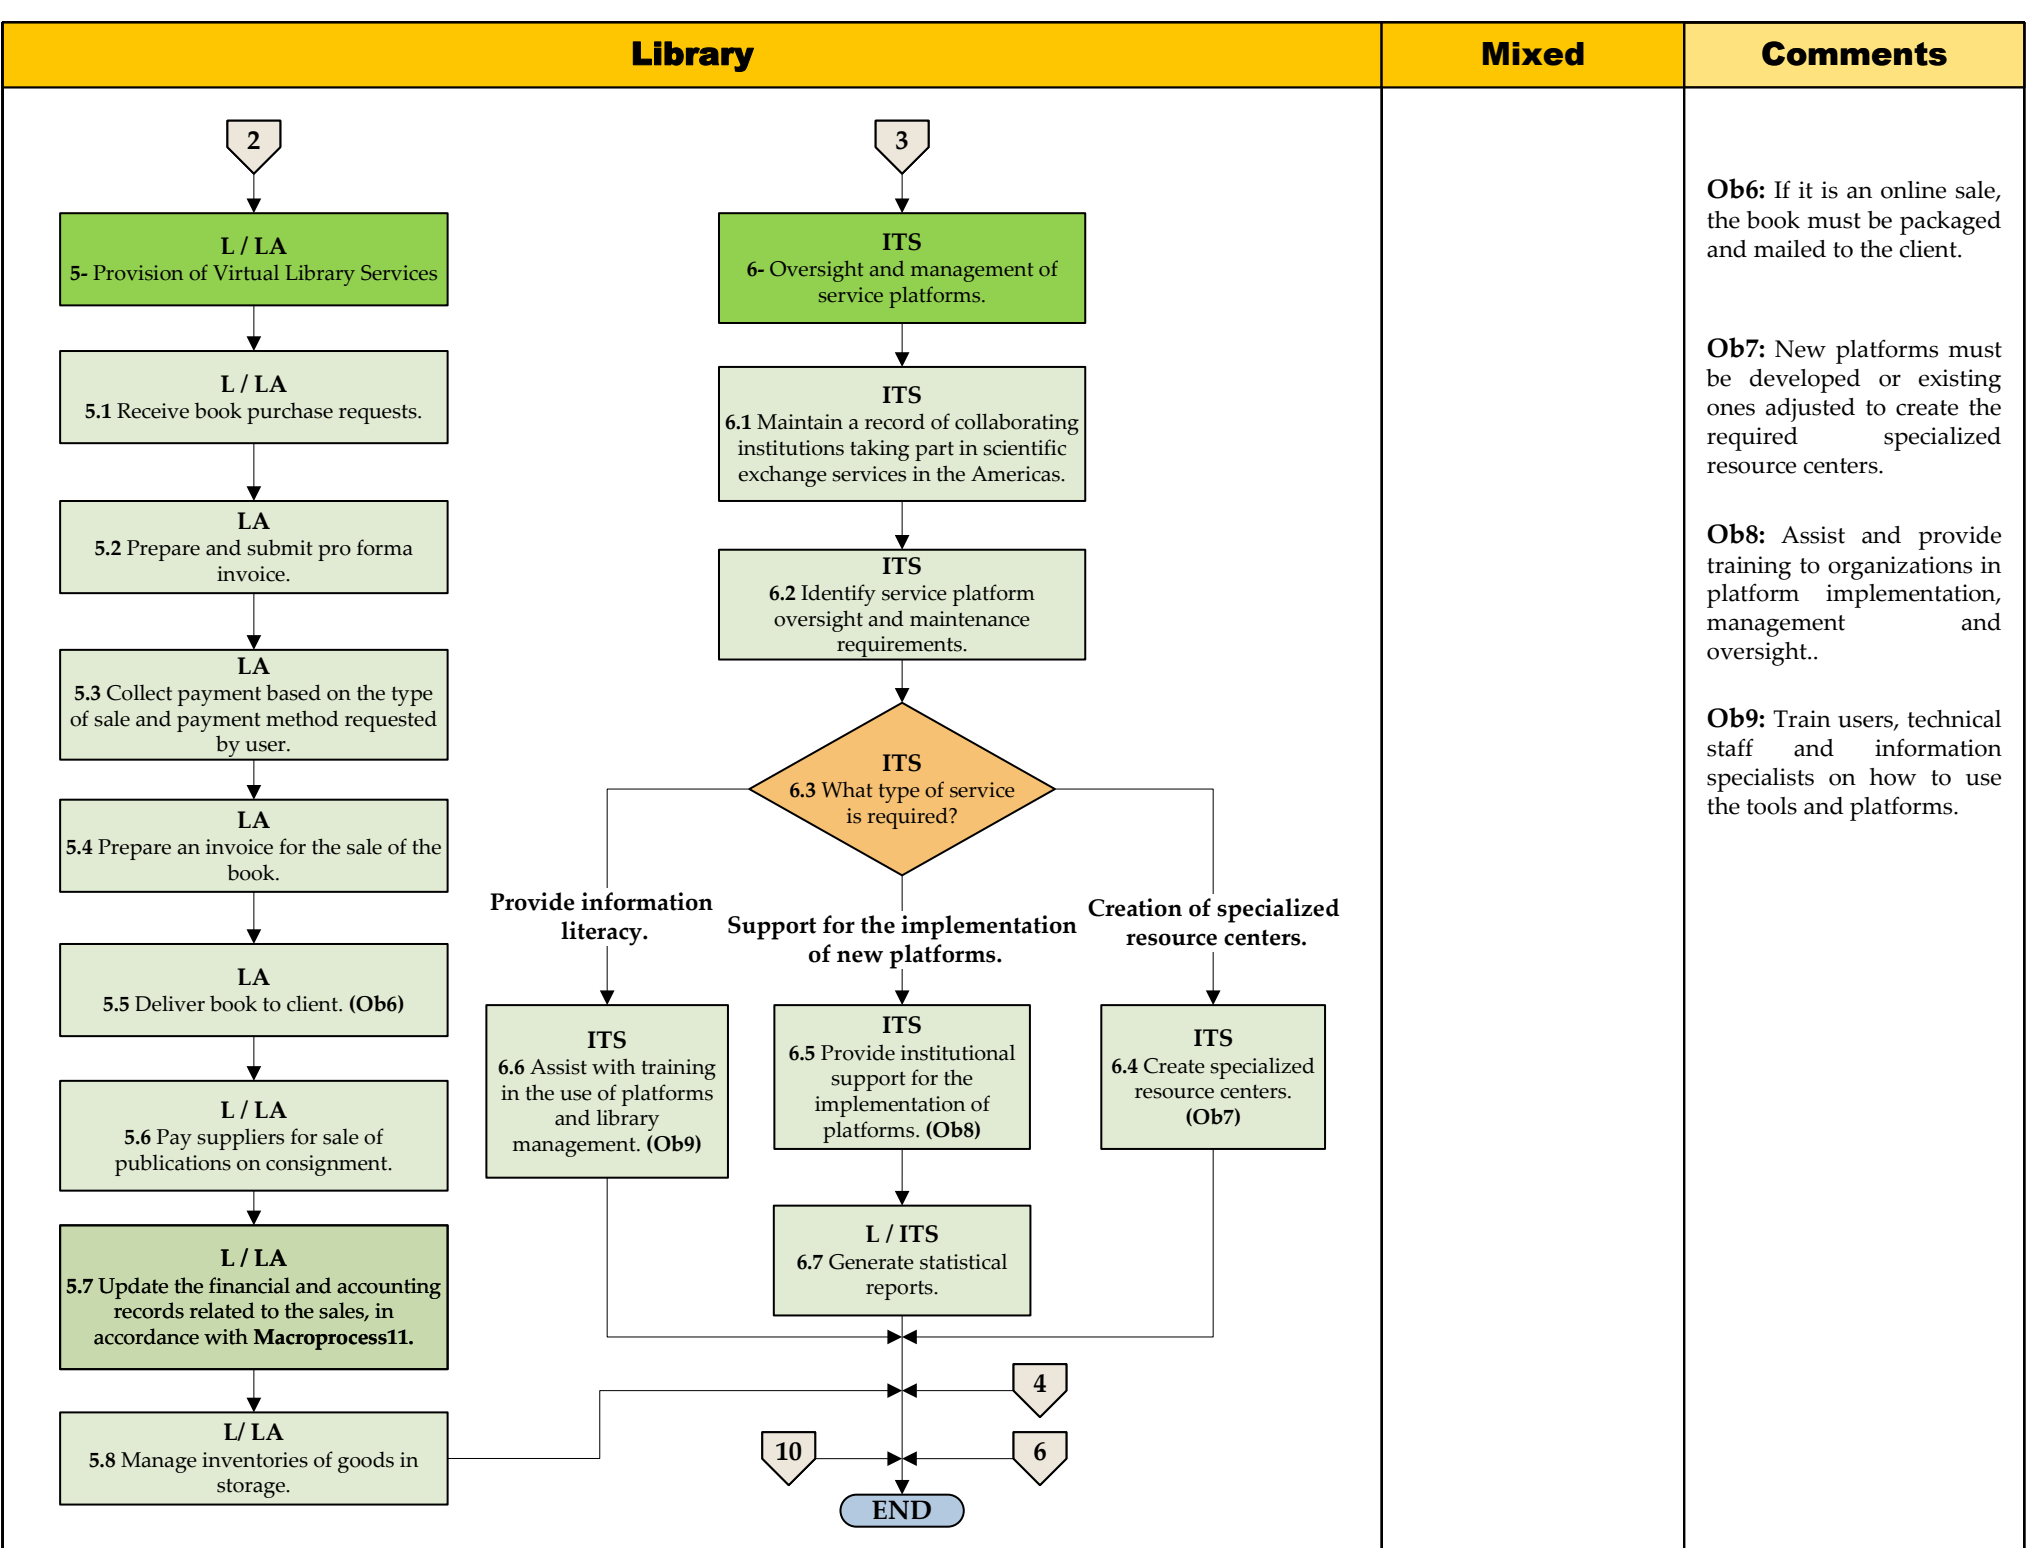 Library
Mixed
Comments
2
L / LA
5- Provision of Virtual Library Services
L / LA
5.1 Receive book purchase requests.
LA
5.2 Prepare and submit pro forma
invoice.
LA
5.3 Collect payment based on the type
of sale and payment method requested
by user.
LA
5.4 Prepare an invoice for the sale of the
book.
LA
5.5 Deliver book to client. (Ob6)
L / LA
5.6 Pay suppliers for sale of
publications on consignment.
L / LA
5.7 Update the financial and accounting
records related to the sales, in
accordance with Macroprocess11.
L/ LA
5.8 Manage inventories of goods in
storage.
3
ITS
6- Oversight and management of
service platforms.
ITS
6.1 Maintain a record of collaborating
institutions taking part in scientific
exchange services in the Americas.
ITS
6.2 Identify service platform
oversight and maintenance
requirements.
ITS
6.3 What type of service
is required?
Provide information
literacy.
Support for the implementation
of new platforms.
Creation of specialized
resource centers.
ITS
6.6 Assist with training
in the use of platforms
and library
management. (Ob9)
ITS
6.5 Provide institutional
support for the
implementation of
platforms. (Ob8)
ITS
6.4 Create specialized
resource centers.
(Ob7)
L / ITS
6.7 Generate statistical
reports.
4
10
6
END
Ob6: If it is an online sale,
the book must be packaged
and mailed to the client.
Ob7: New platforms must
be developed or existing
ones adjusted to create the
required specialized
resource centers.
Ob8: Assist and provide
training to organizations in
platform implementation,
management and
oversight..
Ob9: Train users, technical
staff and information
specialists on how to use
the tools and platforms.